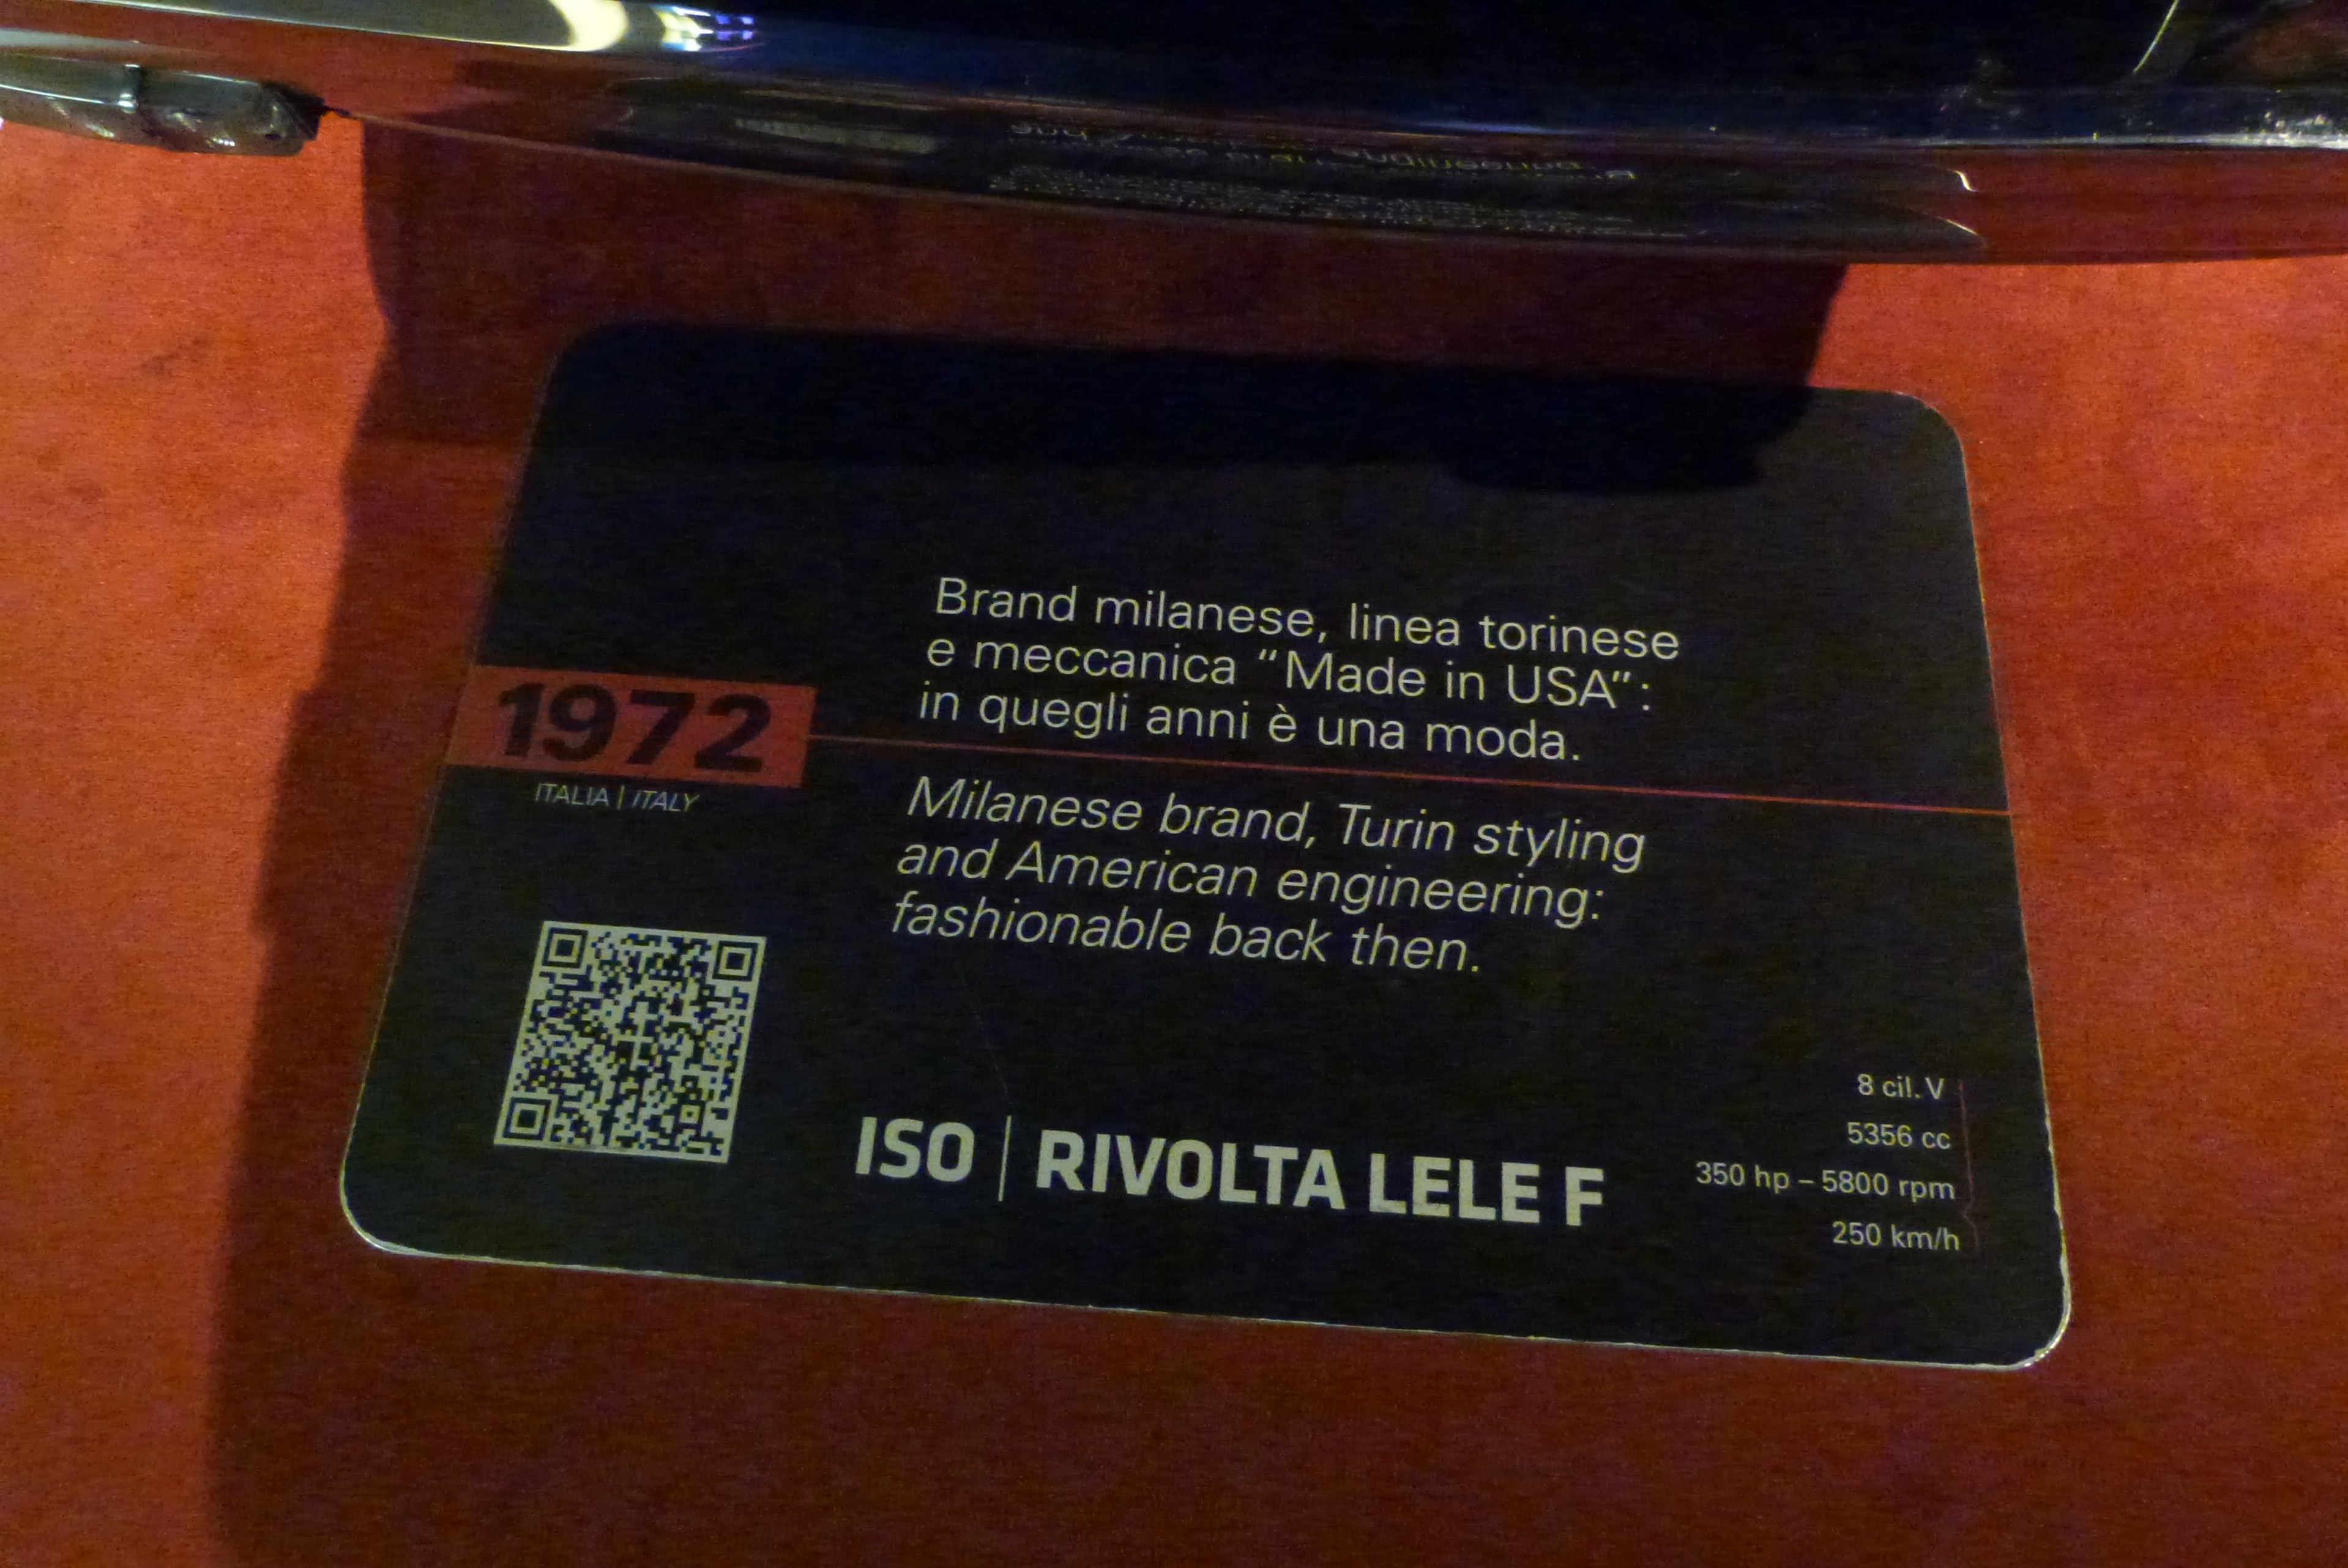 Brand milanese, linea torinese
e meccanica “Made in USA”:
in quegli anni è una moda.
1972
ITALIA | ITALY
Milanese brand, Turin styling
and American engineering:
fashionable back then.
ISO | RIVOLTA LELE F
8 cil. V
5356 cc
350 hp – 5800 rpm
250 km/h